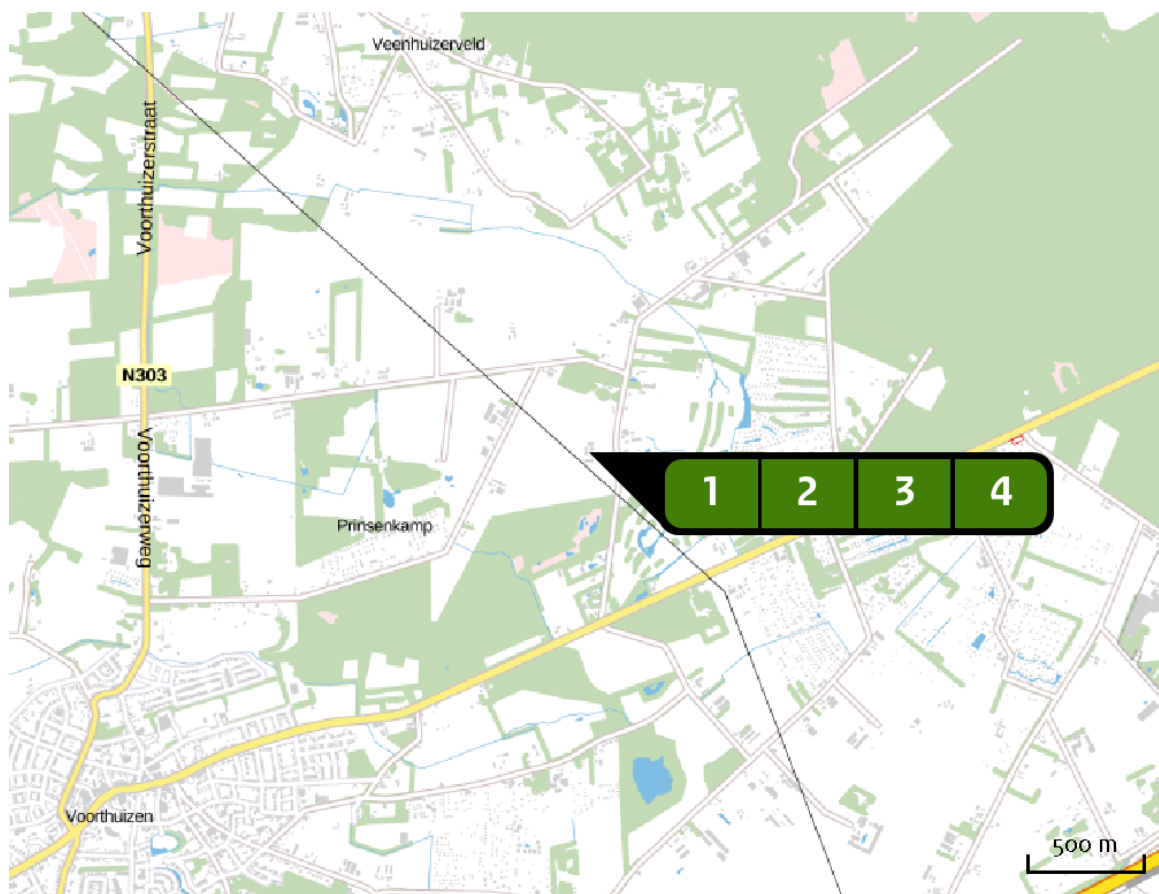 Veenhuizerveld
Voorthuizerstraat
N303
Voorthuizerweg
1 2 3 4
Prinsenkamp
Voorthuizen
500 m